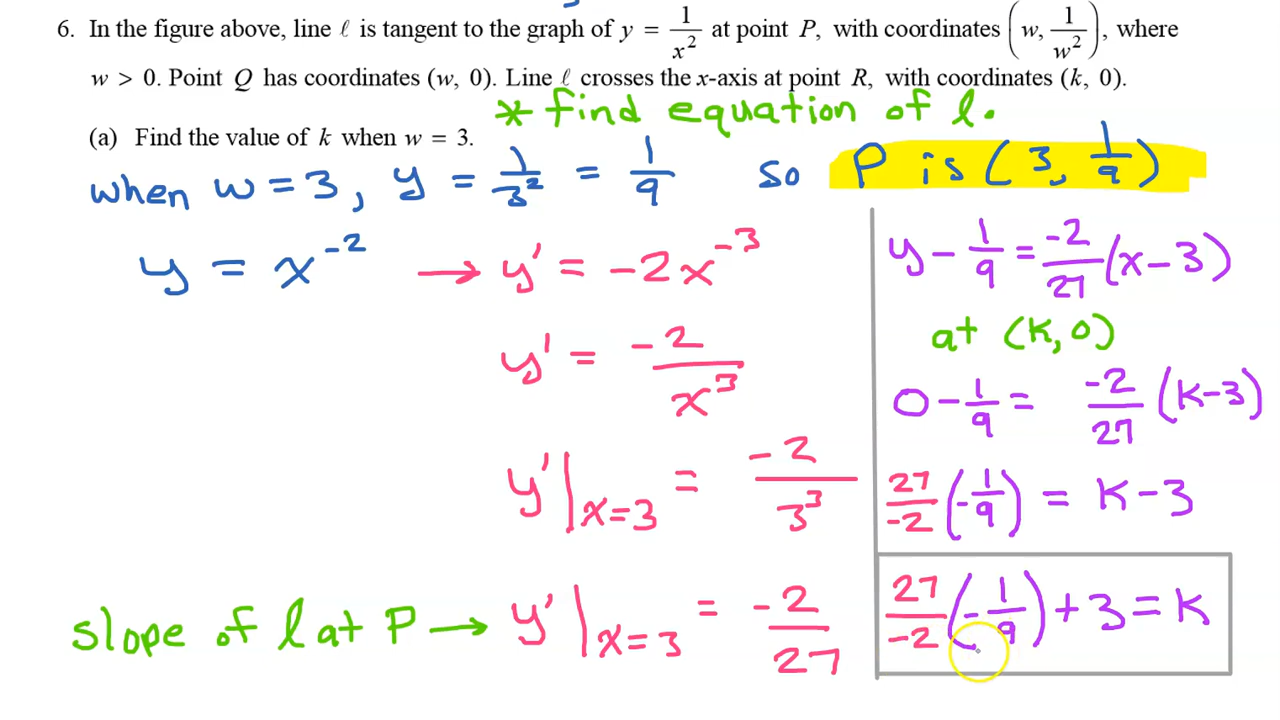 6. In the figure above, line ℓ is tangent to the graph of y = 1/x² at point P, with coordinates (w, 1/w²), where
w > 0. Point Q has coordinates (w, 0). Line ℓ crosses the x-axis at point R, with coordinates (k, 0).
* find equation of ℓ.
(a) Find the value of k when w = 3.
when w = 3, y = 1/3² = 1/9 so P is (3, 1/9)
y = x⁻² → y' = -2x⁻³
y' = -2/x³
y'|x=3 = -2/3³
slope of ℓ at P → y'|x=3 = -2/27
y - 1/9 = -2/27 (x - 3)
at (K, 0)
0 - 1/9 = -2/27 (K - 3)
27/-2 (-1/9) = K - 3
27/-2 (-1/9) + 3 = K